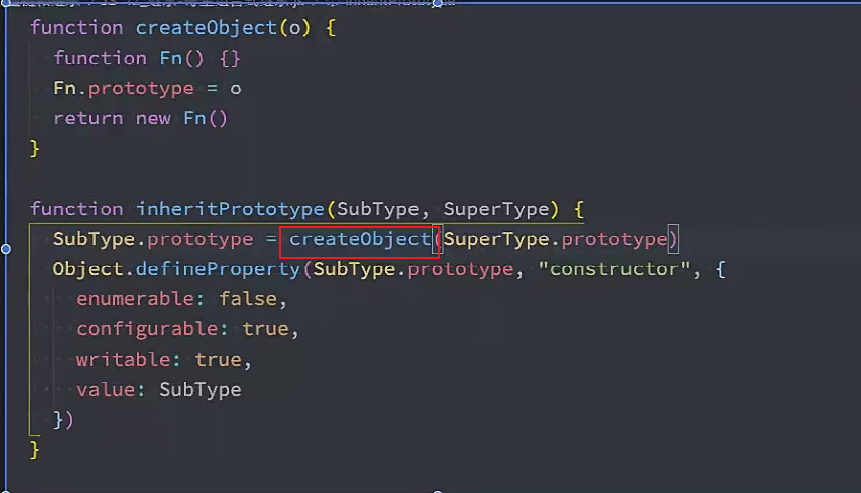 function createObject(o) {
function Fn() {}
Fn.prototype = o
return new Fn()
}
function inheritPrototype(SubType, SuperType) {
SubType.prototype = createObject(SuperType.prototype)
Object.defineProperty(SubType.prototype, "constructor", {
enumerable: false,
configurable: true,
writable: true,
value: SubType
})
}